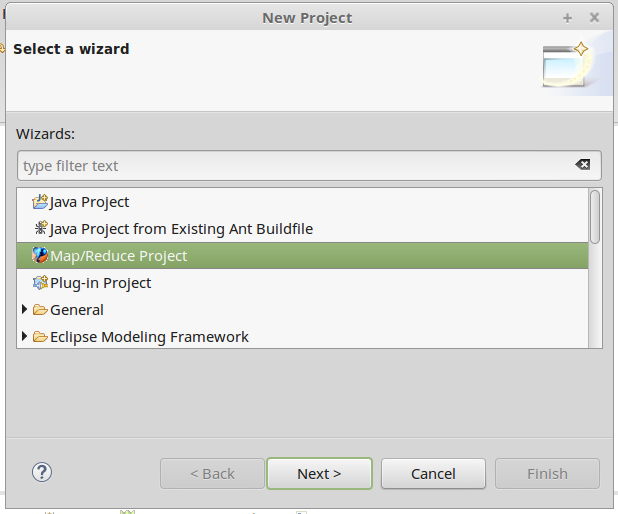 New Project
Select a wizard
Wizards:
type filter text
Java Project
Java Project from Existing Ant Buildfile
Map/Reduce Project
Plug-in Project
General
Eclipse Modeling Framework
? < Back Next > Cancel Finish